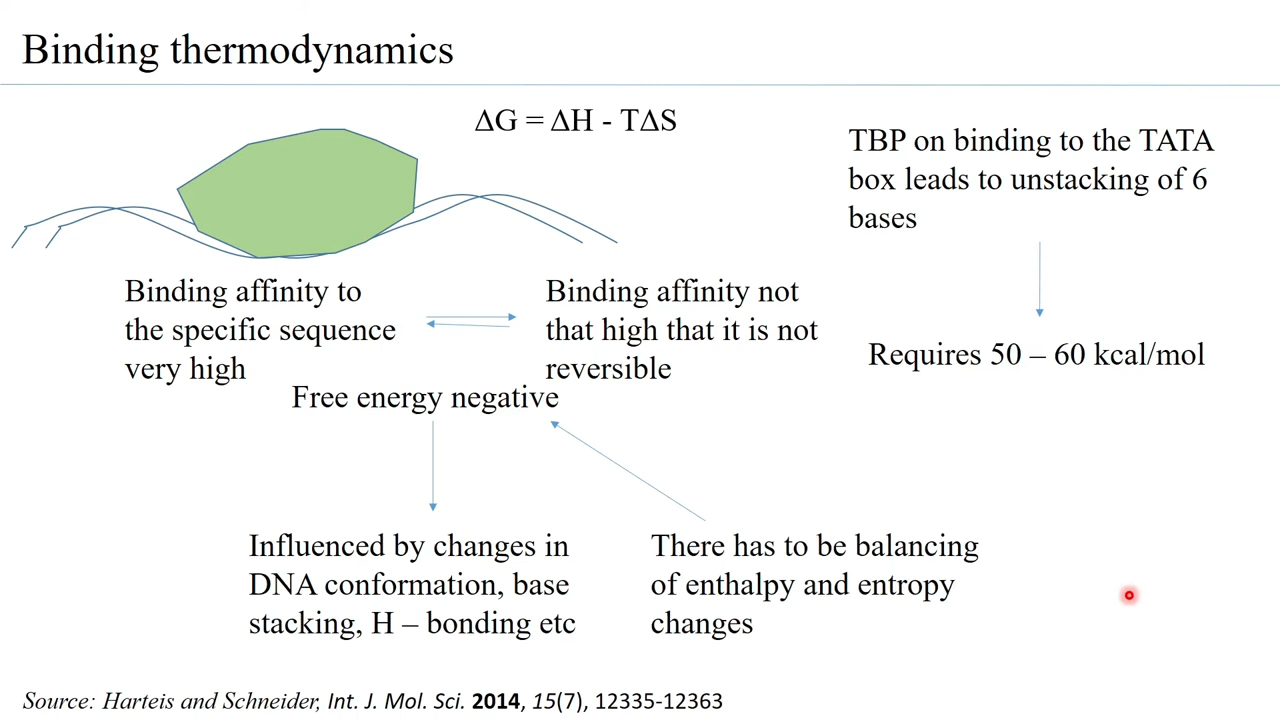 Binding thermodynamics
ΔG = ΔH - TΔS
TBP on binding to the TATA
box leads to unstacking of 6
bases
Requires 50 – 60 kcal/mol
Binding affinity to
the specific sequence
very high
Binding affinity not
that high that it is not
reversible
Free energy negative
Influenced by changes in
DNA conformation, base
stacking, H – bonding etc
There has to be balancing
of enthalpy and entropy
changes
Source: Harteis and Schneider, Int. J. Mol. Sci. 2014, 15(7), 12335-12363